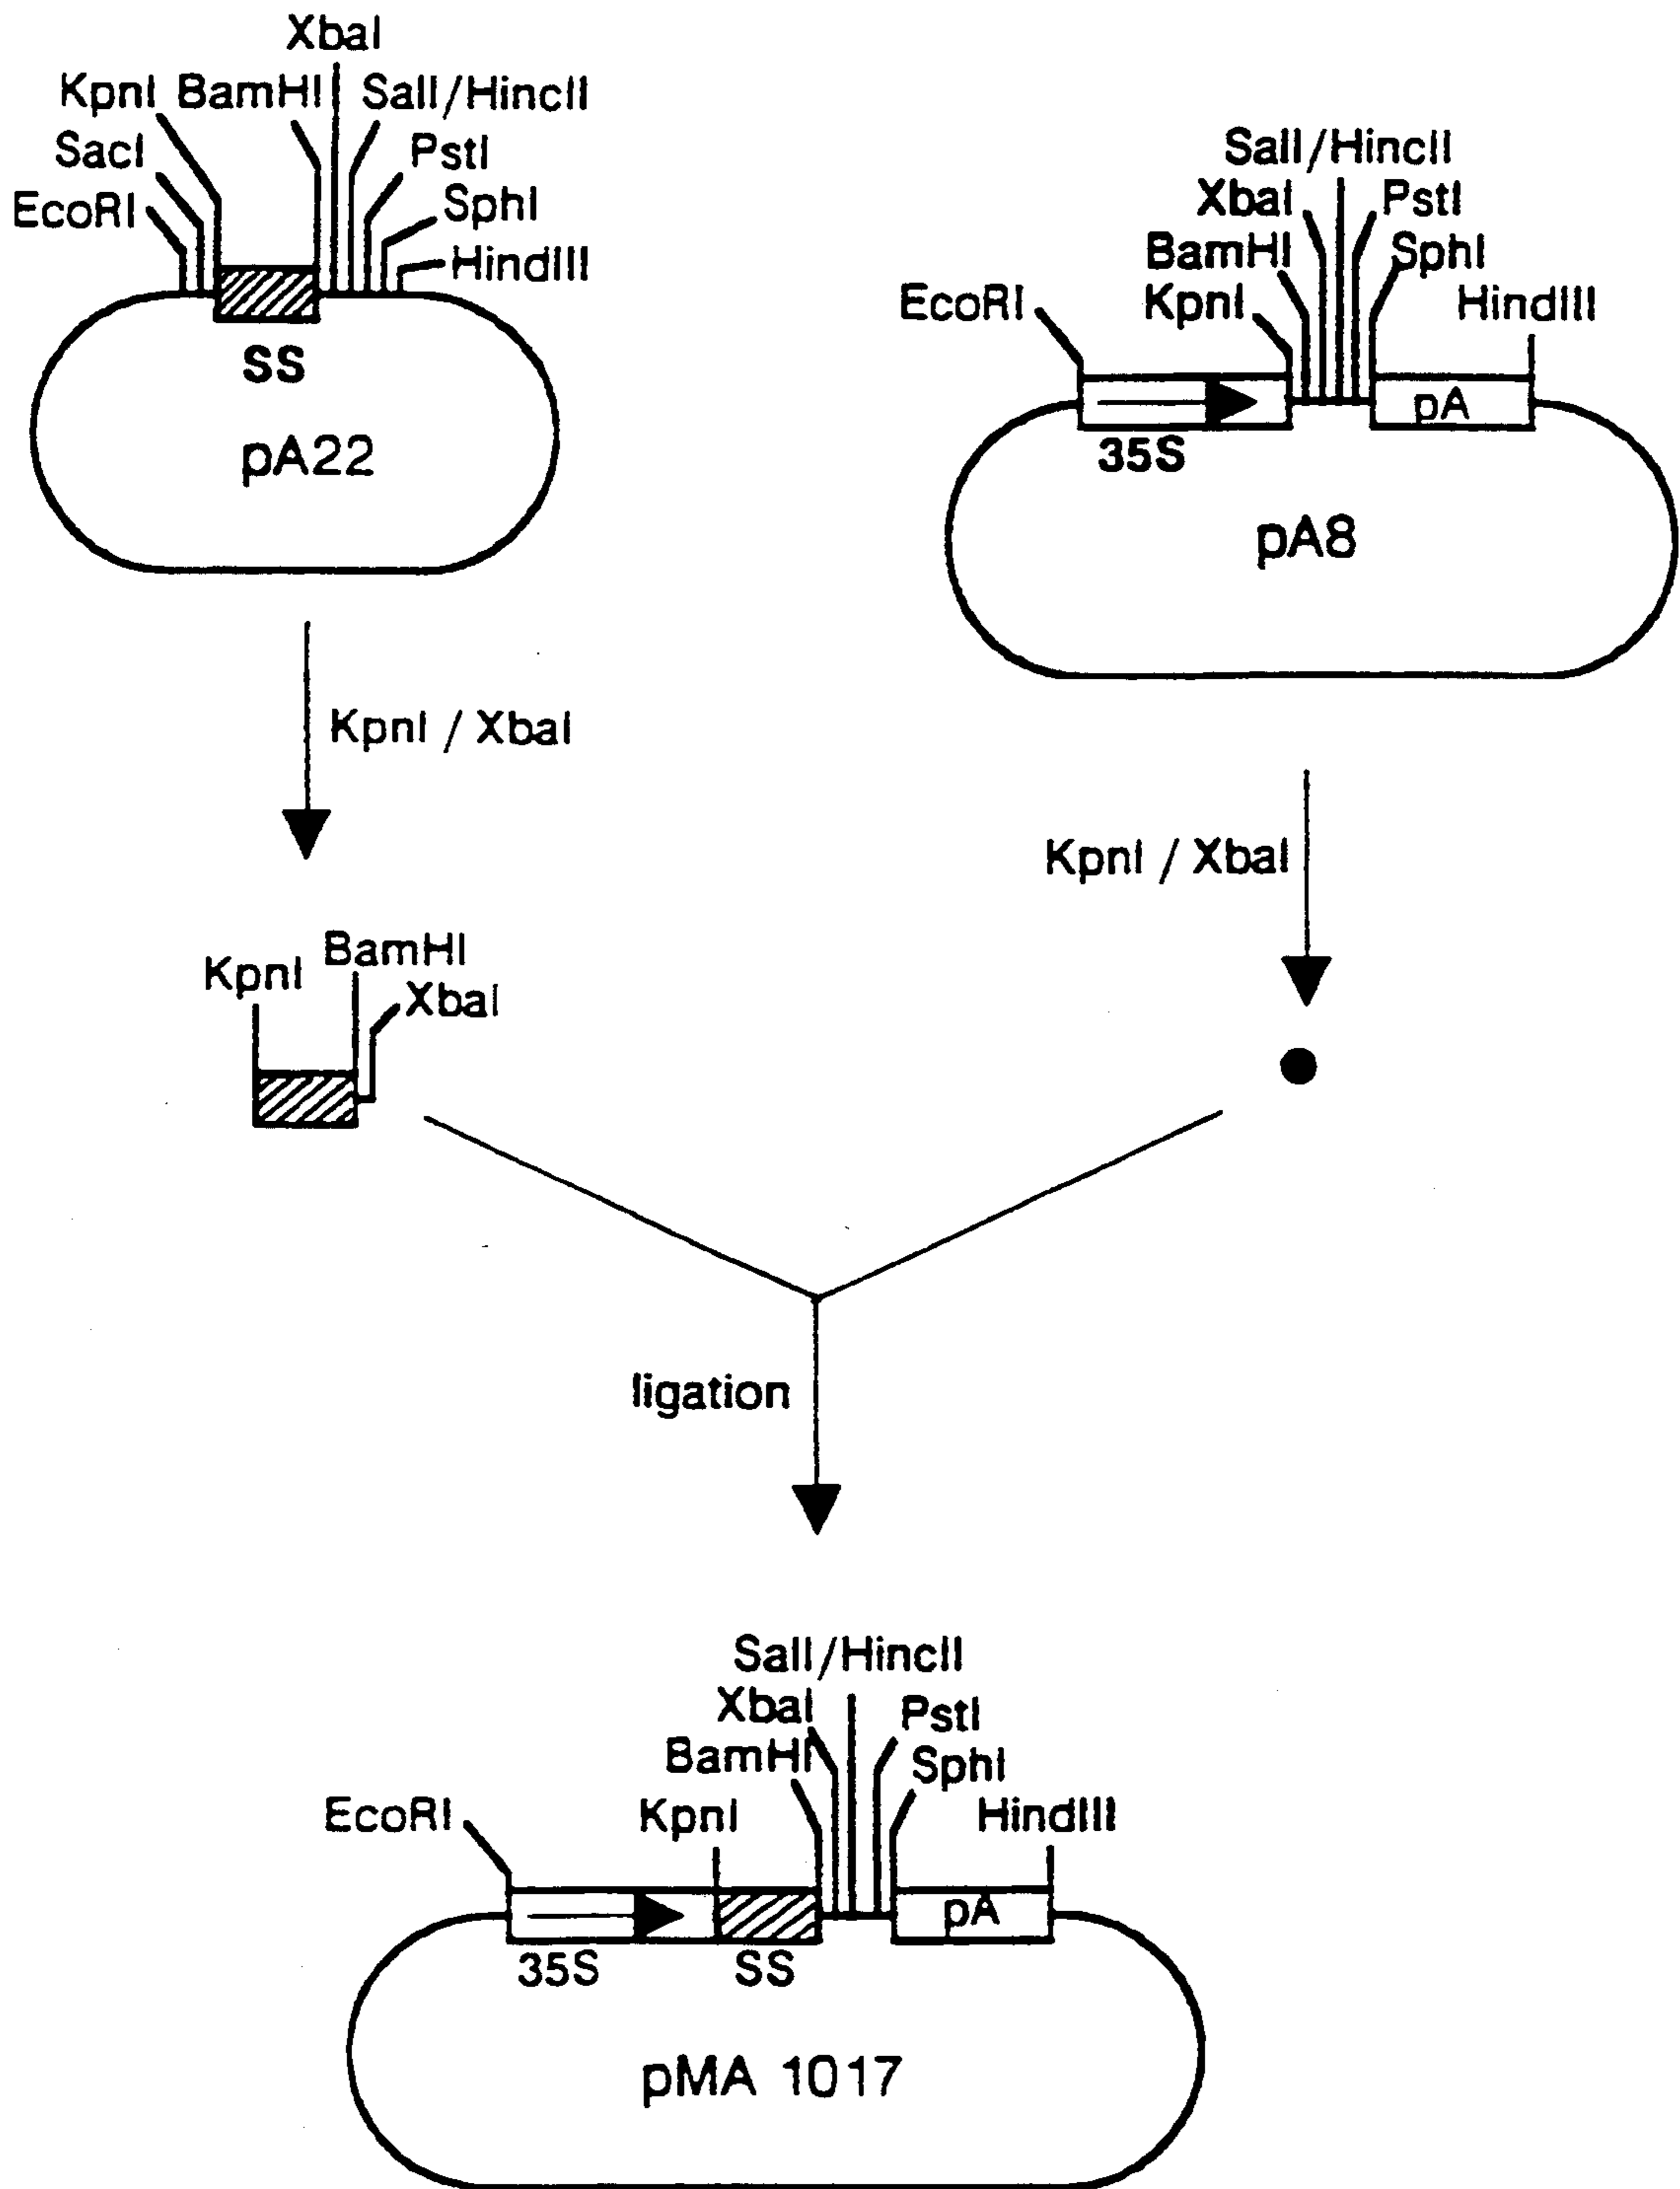 XbaI
KpnI BamHI SalI/HincII
SacI PstI
EcoRI SphI
HindIII
SS
pA22
SalI/HincII
XbaI PstI
BamHI SphI
EcoRI KpnI HindIII
35S pA
pA8
KpnI / XbaI
KpnI / XbaI
KpnI BamHI
XbaI
ligation
SalI/HincII
XbaI PstI
BamHI SphI
EcoRI KpnI HindIII
pA
35S SS
pMA 1017